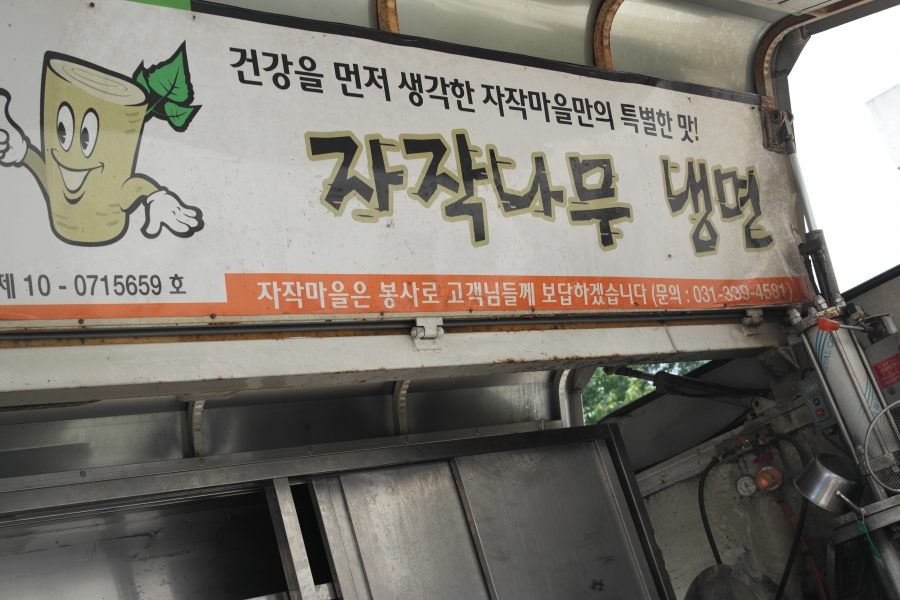 건강을 먼저 생각한 자작마을만의 특별한 맛!
자작나무 냉면
제 10 - 0715659 호
자작마을은 봉사로 고객님들께 보답하겠습니다 (문의 : 031-339-4581)